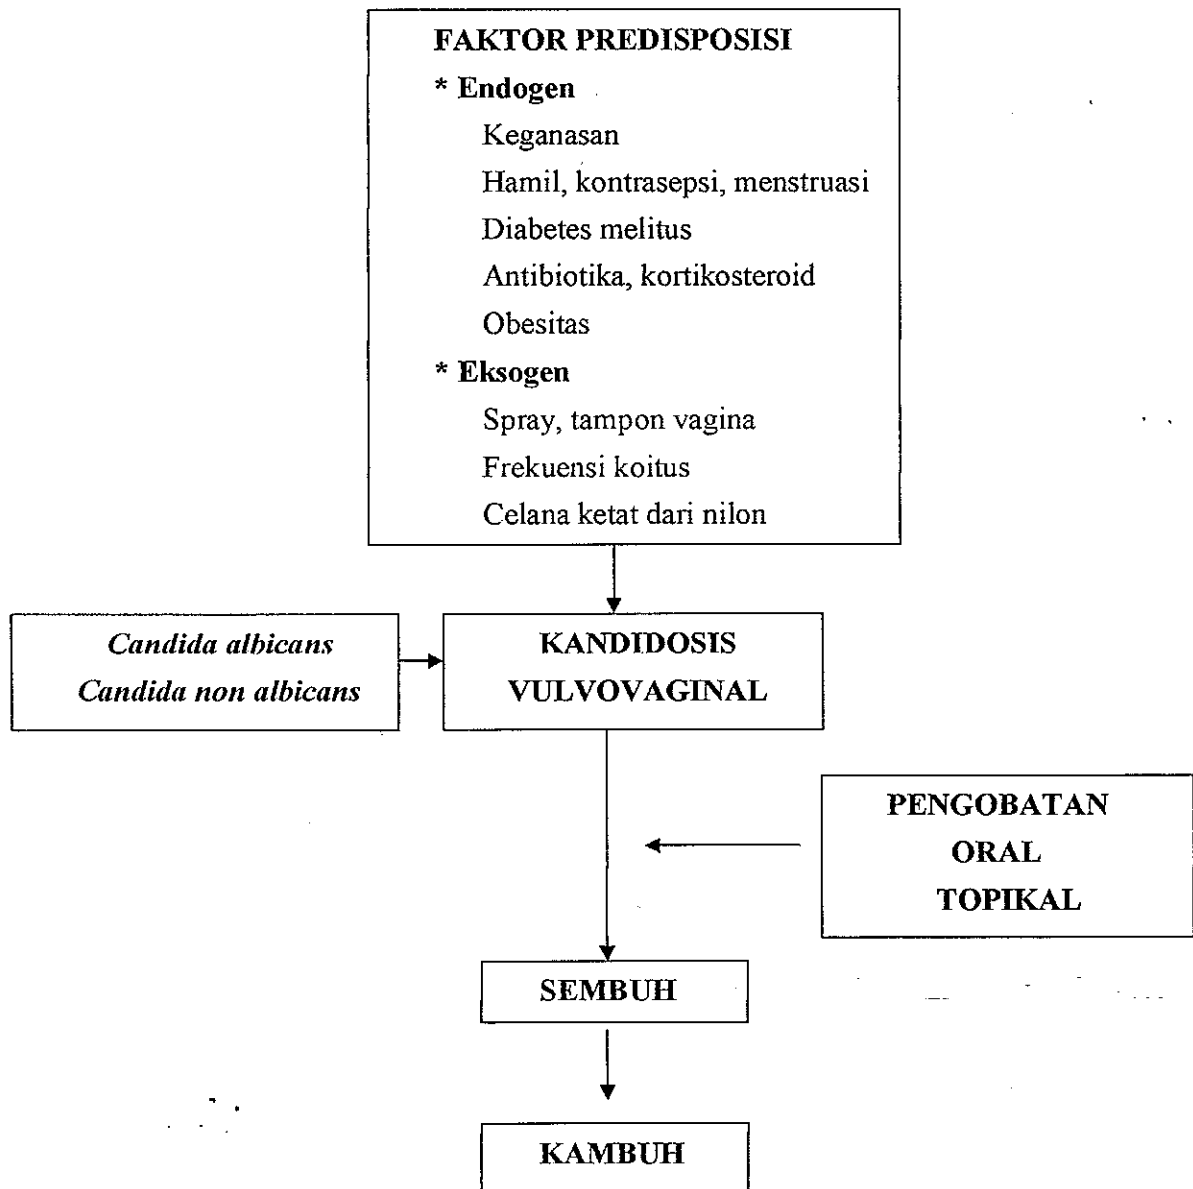 FAKTOR PREDISPOSISI
* Endogen
Keganasan
Hamil, kontrasepsi, menstruasi
Diabetes melitus
Antibiotika, kortikosteroid
Obesitas
* Eksogen
Spray, tampon vagina
Frekuensi koitus
Celana ketat dari nilon
Candida albicans
Candida non albicans
KANDIDOSIS
VULVOVAGINAL
PENGOBATAN
ORAL
TOPIKAL
SEMBUH
KAMBUH